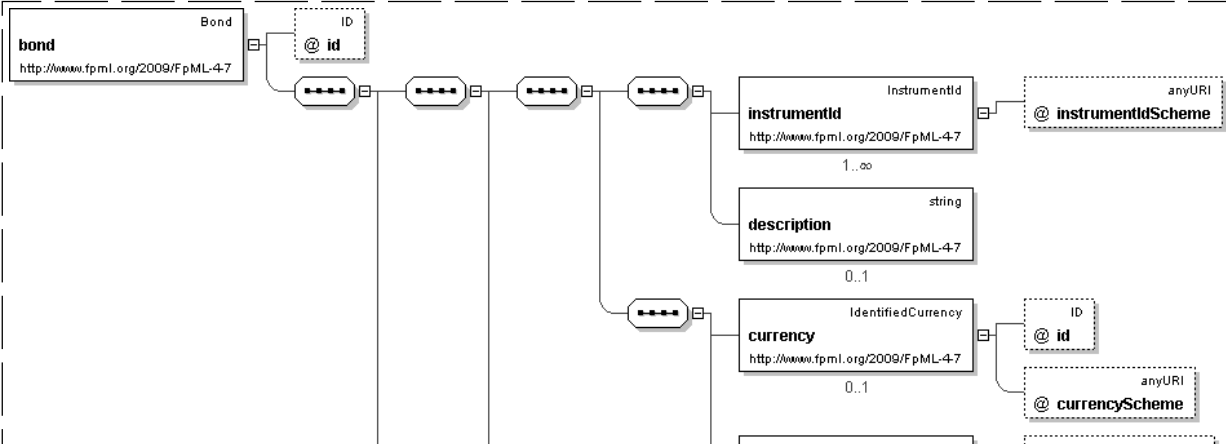 Bond
bond
http://www.fpml.org/2009/FpML-4-7
ID
@ id
InstrumentId
instrumentId
http://www.fpml.org/2009/FpML-4-7
1..∞
anyURI
@ instrumentIdScheme
string
description
http://www.fpml.org/2009/FpML-4-7
0..1
IdentifiedCurrency
currency
http://www.fpml.org/2009/FpML-4-7
0..1
ID
@ id
anyURI
@ currencyScheme